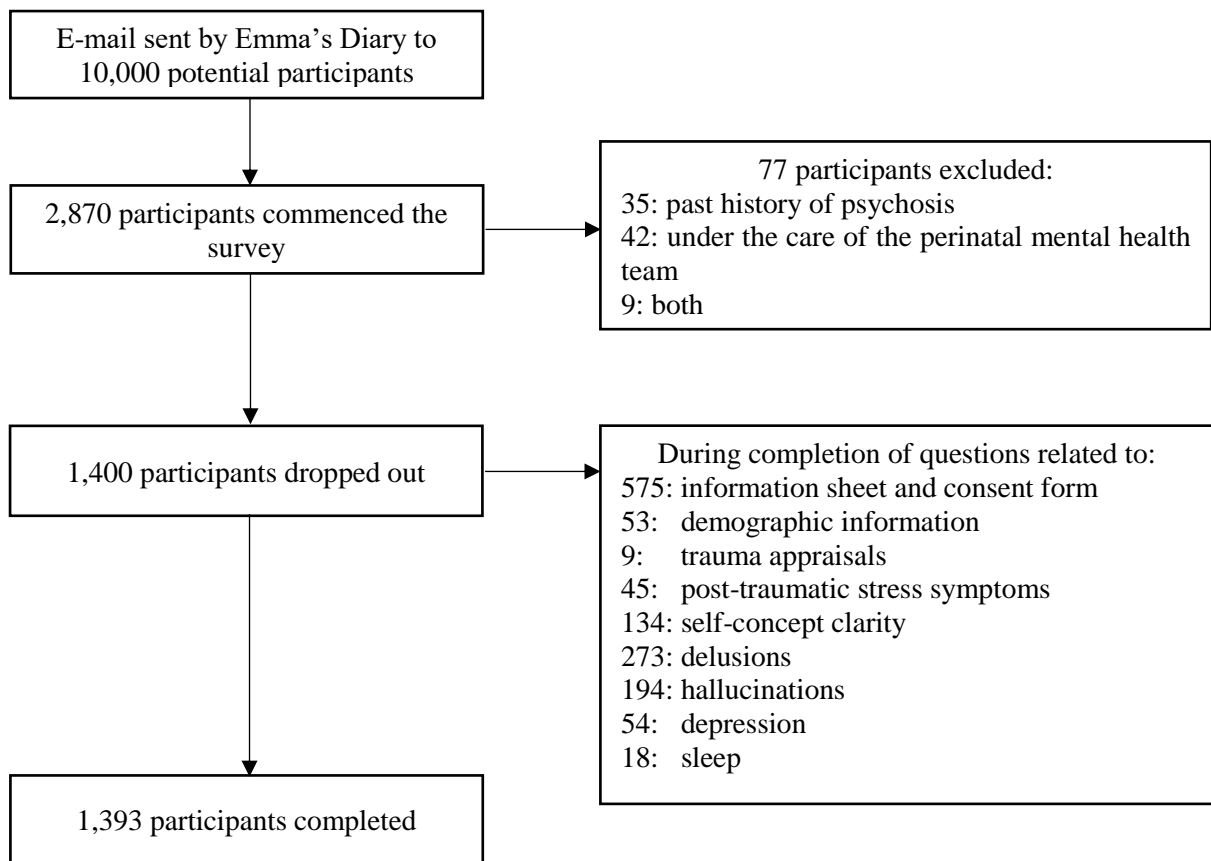 E-mail sent by Emma's Diary to
10,000 potential participants
77 participants excluded:
35: past history of psychosis
42: under the care of the perinatal mental health
team
9: both
2,870 participants commenced the
survey
1,400 participants dropped out
During completion of questions related to:
575: information sheet and consent form
53: demographic information
9: trauma appraisals
45: post-traumatic stress symptoms
134: self-concept clarity
273: delusions
194: hallucinations
54: depression
18: sleep
1,393 participants completed